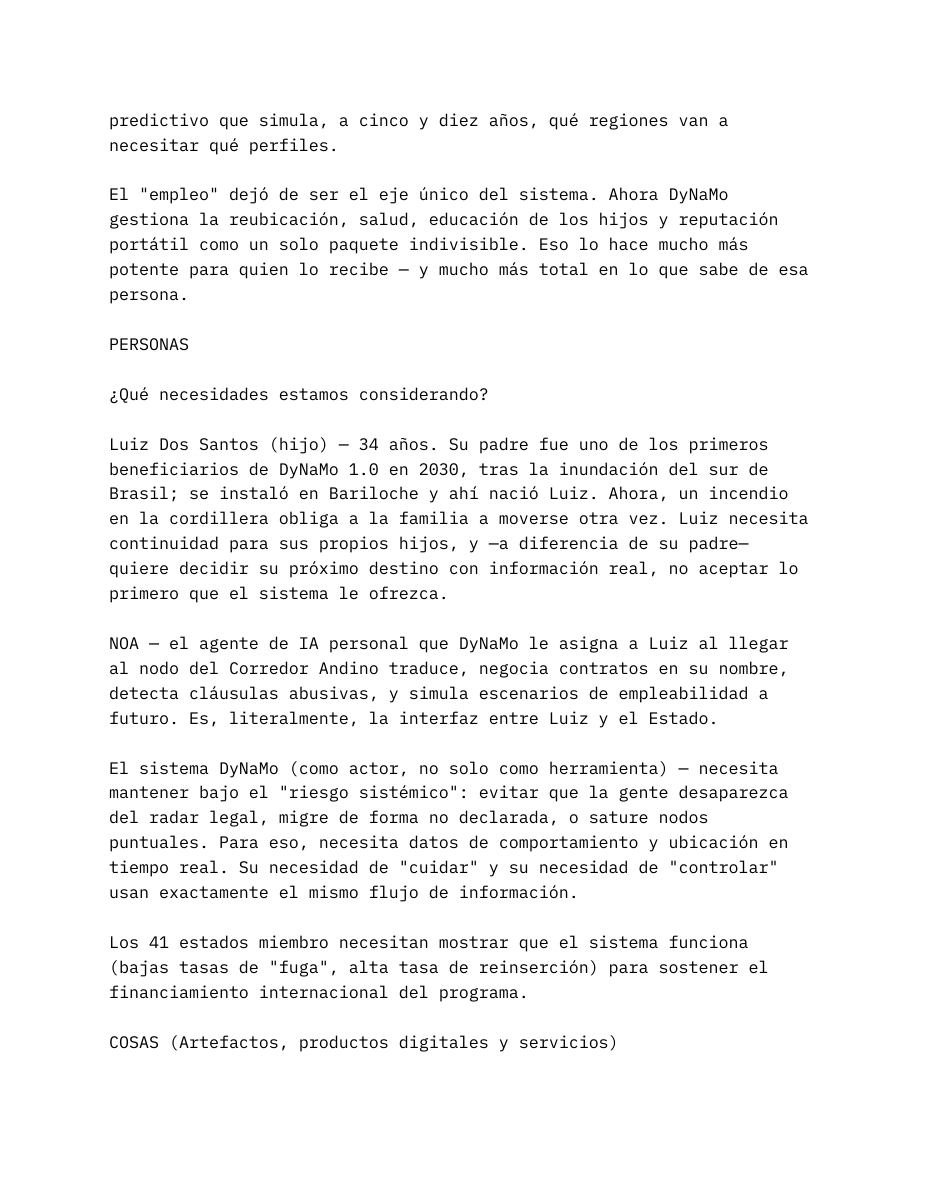 predictivo que simula, a cinco y diez años, qué regiones van a
necesitar qué perfiles.
El "empleo" dejó de ser el eje único del sistema. Ahora DyNaMo
gestiona la reubicación, salud, educación de los hijos y reputación
portátil como un solo paquete indivisible. Eso lo hace mucho más
potente para quien lo recibe — y mucho más total en lo que sabe de esa
persona.
PERSONAS
¿Qué necesidades estamos considerando?
Luiz Dos Santos (hijo) — 34 años. Su padre fue uno de los primeros
beneficiarios de DyNaMo 1.0 en 2030, tras la inundación del sur de
Brasil; se instaló en Bariloche y ahí nació Luiz. Ahora, un incendio
en la cordillera obliga a la familia a moverse otra vez. Luiz necesita
continuidad para sus propios hijos, y —a diferencia de su padre—
quiere decidir su próximo destino con información real, no aceptar lo
primero que el sistema le ofrezca.
NOA — el agente de IA personal que DyNaMo le asigna a Luiz al llegar
al nodo del Corredor Andino traduce, negocia contratos en su nombre,
detecta cláusulas abusivas, y simula escenarios de empleabilidad a
futuro. Es, literalmente, la interfaz entre Luiz y el Estado.
El sistema DyNaMo (como actor, no solo como herramienta) — necesita
mantener bajo el "riesgo sistémico": evitar que la gente desaparezca
del radar legal, migre de forma no declarada, o sature nodos
puntuales. Para eso, necesita datos de comportamiento y ubicación en
tiempo real. Su necesidad de "cuidar" y su necesidad de "controlar"
usan exactamente el mismo flujo de información.
Los 41 estados miembro necesitan mostrar que el sistema funciona
(bajas tasas de "fuga", alta tasa de reinserción) para sostener el
financiamiento internacional del programa.
COSAS (Artefactos, productos digitales y servicios)